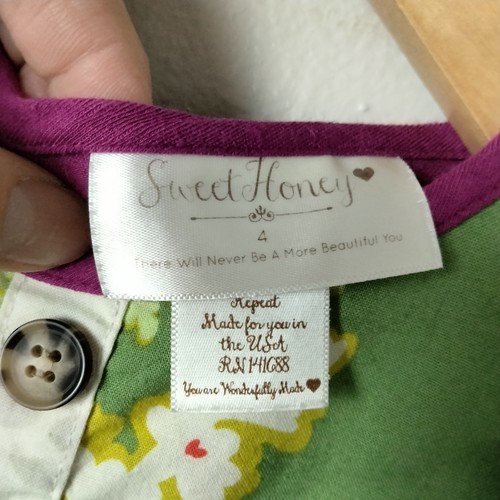 Sweet Honey
4
There Will Never Be A More Beautiful You
Repeat
Made for you in
the USA
RN 141688
You are Wonderfully Made